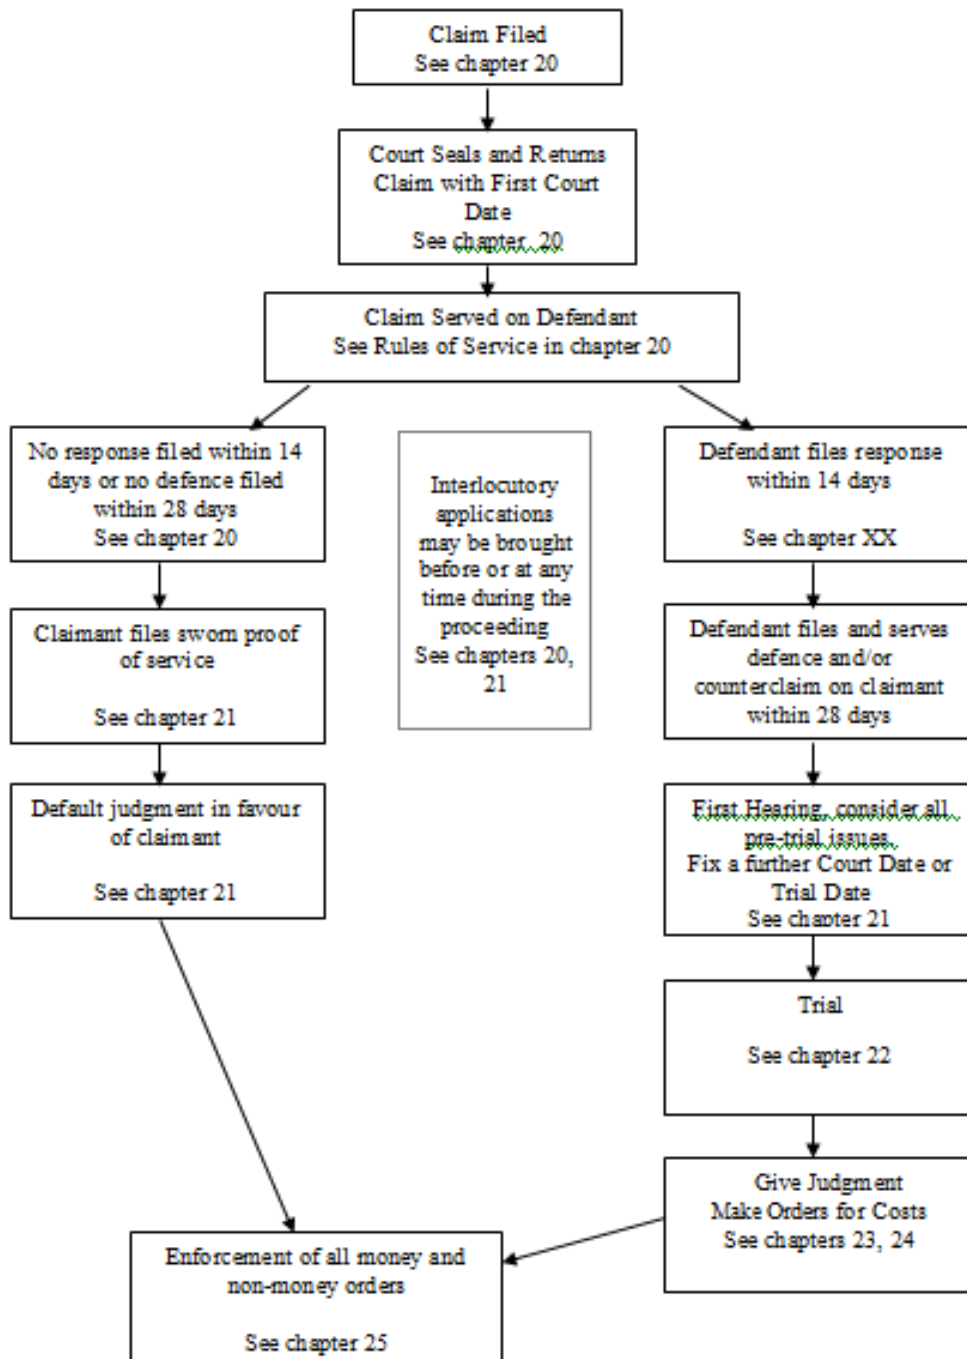 Claim Filed
See chapter 20
Court Seals and Returns
Claim with First Court
Date
See chapter 20
Claim Served on Defendant
See Rules of Service in chapter 20
No response filed within 14
days or no defence filed
within 28 days
See chapter 20
Interlocutory
applications
may be brought
before or at any
time during the
proceeding
See chapters 20,
21
Defendant files response
within 14 days
See chapter XX
Claimant files sworn proof
of service
See chapter 21
Defendant files and serves
defence and/or
counterclaim on claimant
within 28 days
Default judgment in favour
of claimant
See chapter 21
First Hearing, consider all
pre-trial issues.
Fix a further Court Date or
Trial Date
See chapter 21
Trial
See chapter 22
Give Judgment
Make Orders for Costs
See chapters 23, 24
Enforcement of all money and
non-money orders
See chapter 25